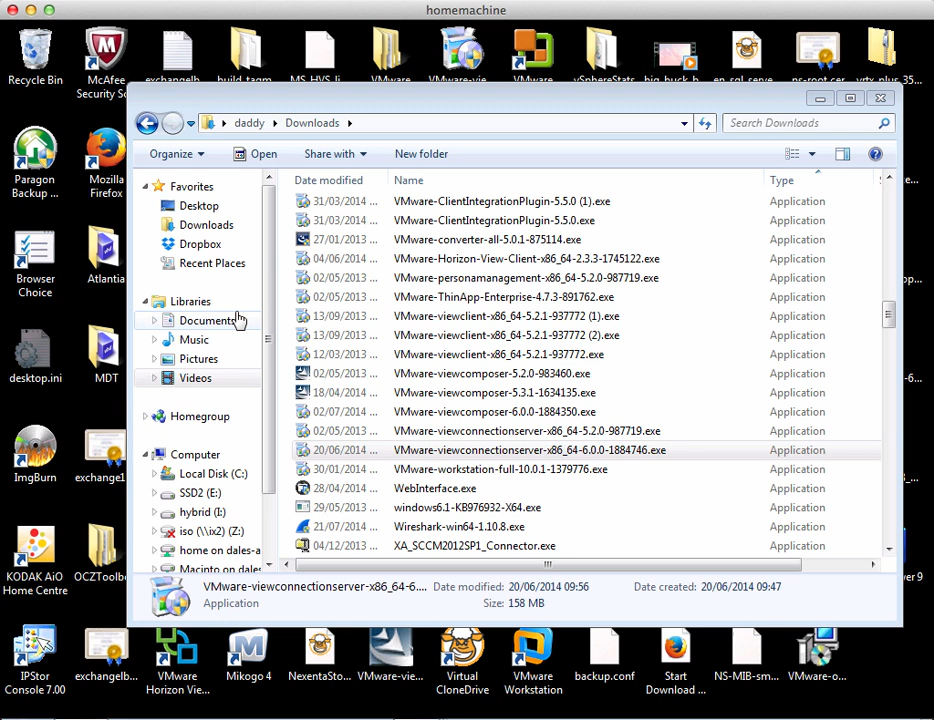 homemachine
Recycle Bin
McAfee
Security Sc
exchangelb
build_tagm
MS_HVS_li
VMware
VMware-vie
VMware
vSphereStats
big_buck_h
en_sql_serve
ns-root.cer
vrtx_plus_35...
daddy
Downloads
Search Downloads
Organize
Open
Share with
New folder
Date modified
Name
Type
Favorites
Desktop
Downloads
Dropbox
Recent Places
Libraries
Documents
Music
Pictures
Videos
Homegroup
Computer
Local Disk (C:)
SSD2 (E:)
hybrid (I:)
iso (\\ix2) (Z:)
home on dales-a
Macinto on dales
31/03/2014 ... VMware-ClientIntegrationPlugin-5.5.0 (1).exe Application
31/03/2014 ... VMware-ClientIntegrationPlugin-5.5.0.exe Application
27/01/2013 ... VMware-converter-all-5.0.1-875114.exe Application
04/06/2014 ... VMware-Horizon-View-Client-x86_64-2.3.3-1745122.exe Application
02/05/2013 ... VMware-personamanagement-x86_64-5.2.0-987719.exe Application
02/05/2013 ... VMware-ThinApp-Enterprise-4.7.3-891762.exe Application
13/09/2013 ... VMware-viewclient-x86_64-5.2.1-937772 (1).exe Application
13/09/2013 ... VMware-viewclient-x86_64-5.2.1-937772 (2).exe Application
12/03/2013 ... VMware-viewclient-x86_64-5.2.1-937772.exe Application
02/05/2013 ... VMware-viewcomposer-5.2.0-983460.exe Application
18/04/2014 ... VMware-viewcomposer-5.3.1-1634135.exe Application
02/07/2014 ... VMware-viewcomposer-6.0.0-1884350.exe Application
02/05/2013 ... VMware-viewconnectionserver-x86_64-5.2.0-987719.exe Application
20/06/2014 ... VMware-viewconnectionserver-x86_64-6.0.0-1884746.exe Application
30/01/2014 ... VMware-workstation-full-10.0.1-1379776.exe Application
28/04/2014 ... WebInterface.exe Application
29/05/2014 ... windows6.1-KB976932-X64.exe Application
21/07/2014 ... Wireshark-win64-1.10.8.exe Application
04/12/2013 ... XA_SCCM2012SP1_Connector.exe Application
VMware-viewconnectionserver-x86_64-6.... Date modified: 20/06/2014 09:56 Date created: 20/06/2014 09:47
Application Size: 158 MB
Paragon
Backup ...
Mozilla
Firefox
Browser
Choice
Atlantia
desktop.ini
MDT
ImgBurn
exchange1
KODAK AiO
Home Centre
OCZToolbo
IPStor
Console 7.00
exchangelb...
VMware
Horizon Vie...
Mikogo 4
NexentaSto...
VMware-vie...
Virtual
CloneDrive
VMware
Workstation
backup.conf
Start
Download ...
NS-MIB-sm...
VMware-o...